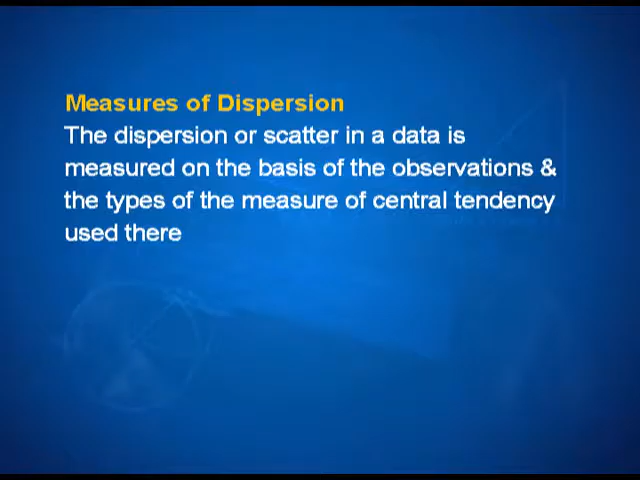 Measures of Dispersion
The dispersion or scatter in a data is
measured on the basis of the observations &
the types of the measure of central tendency
used there